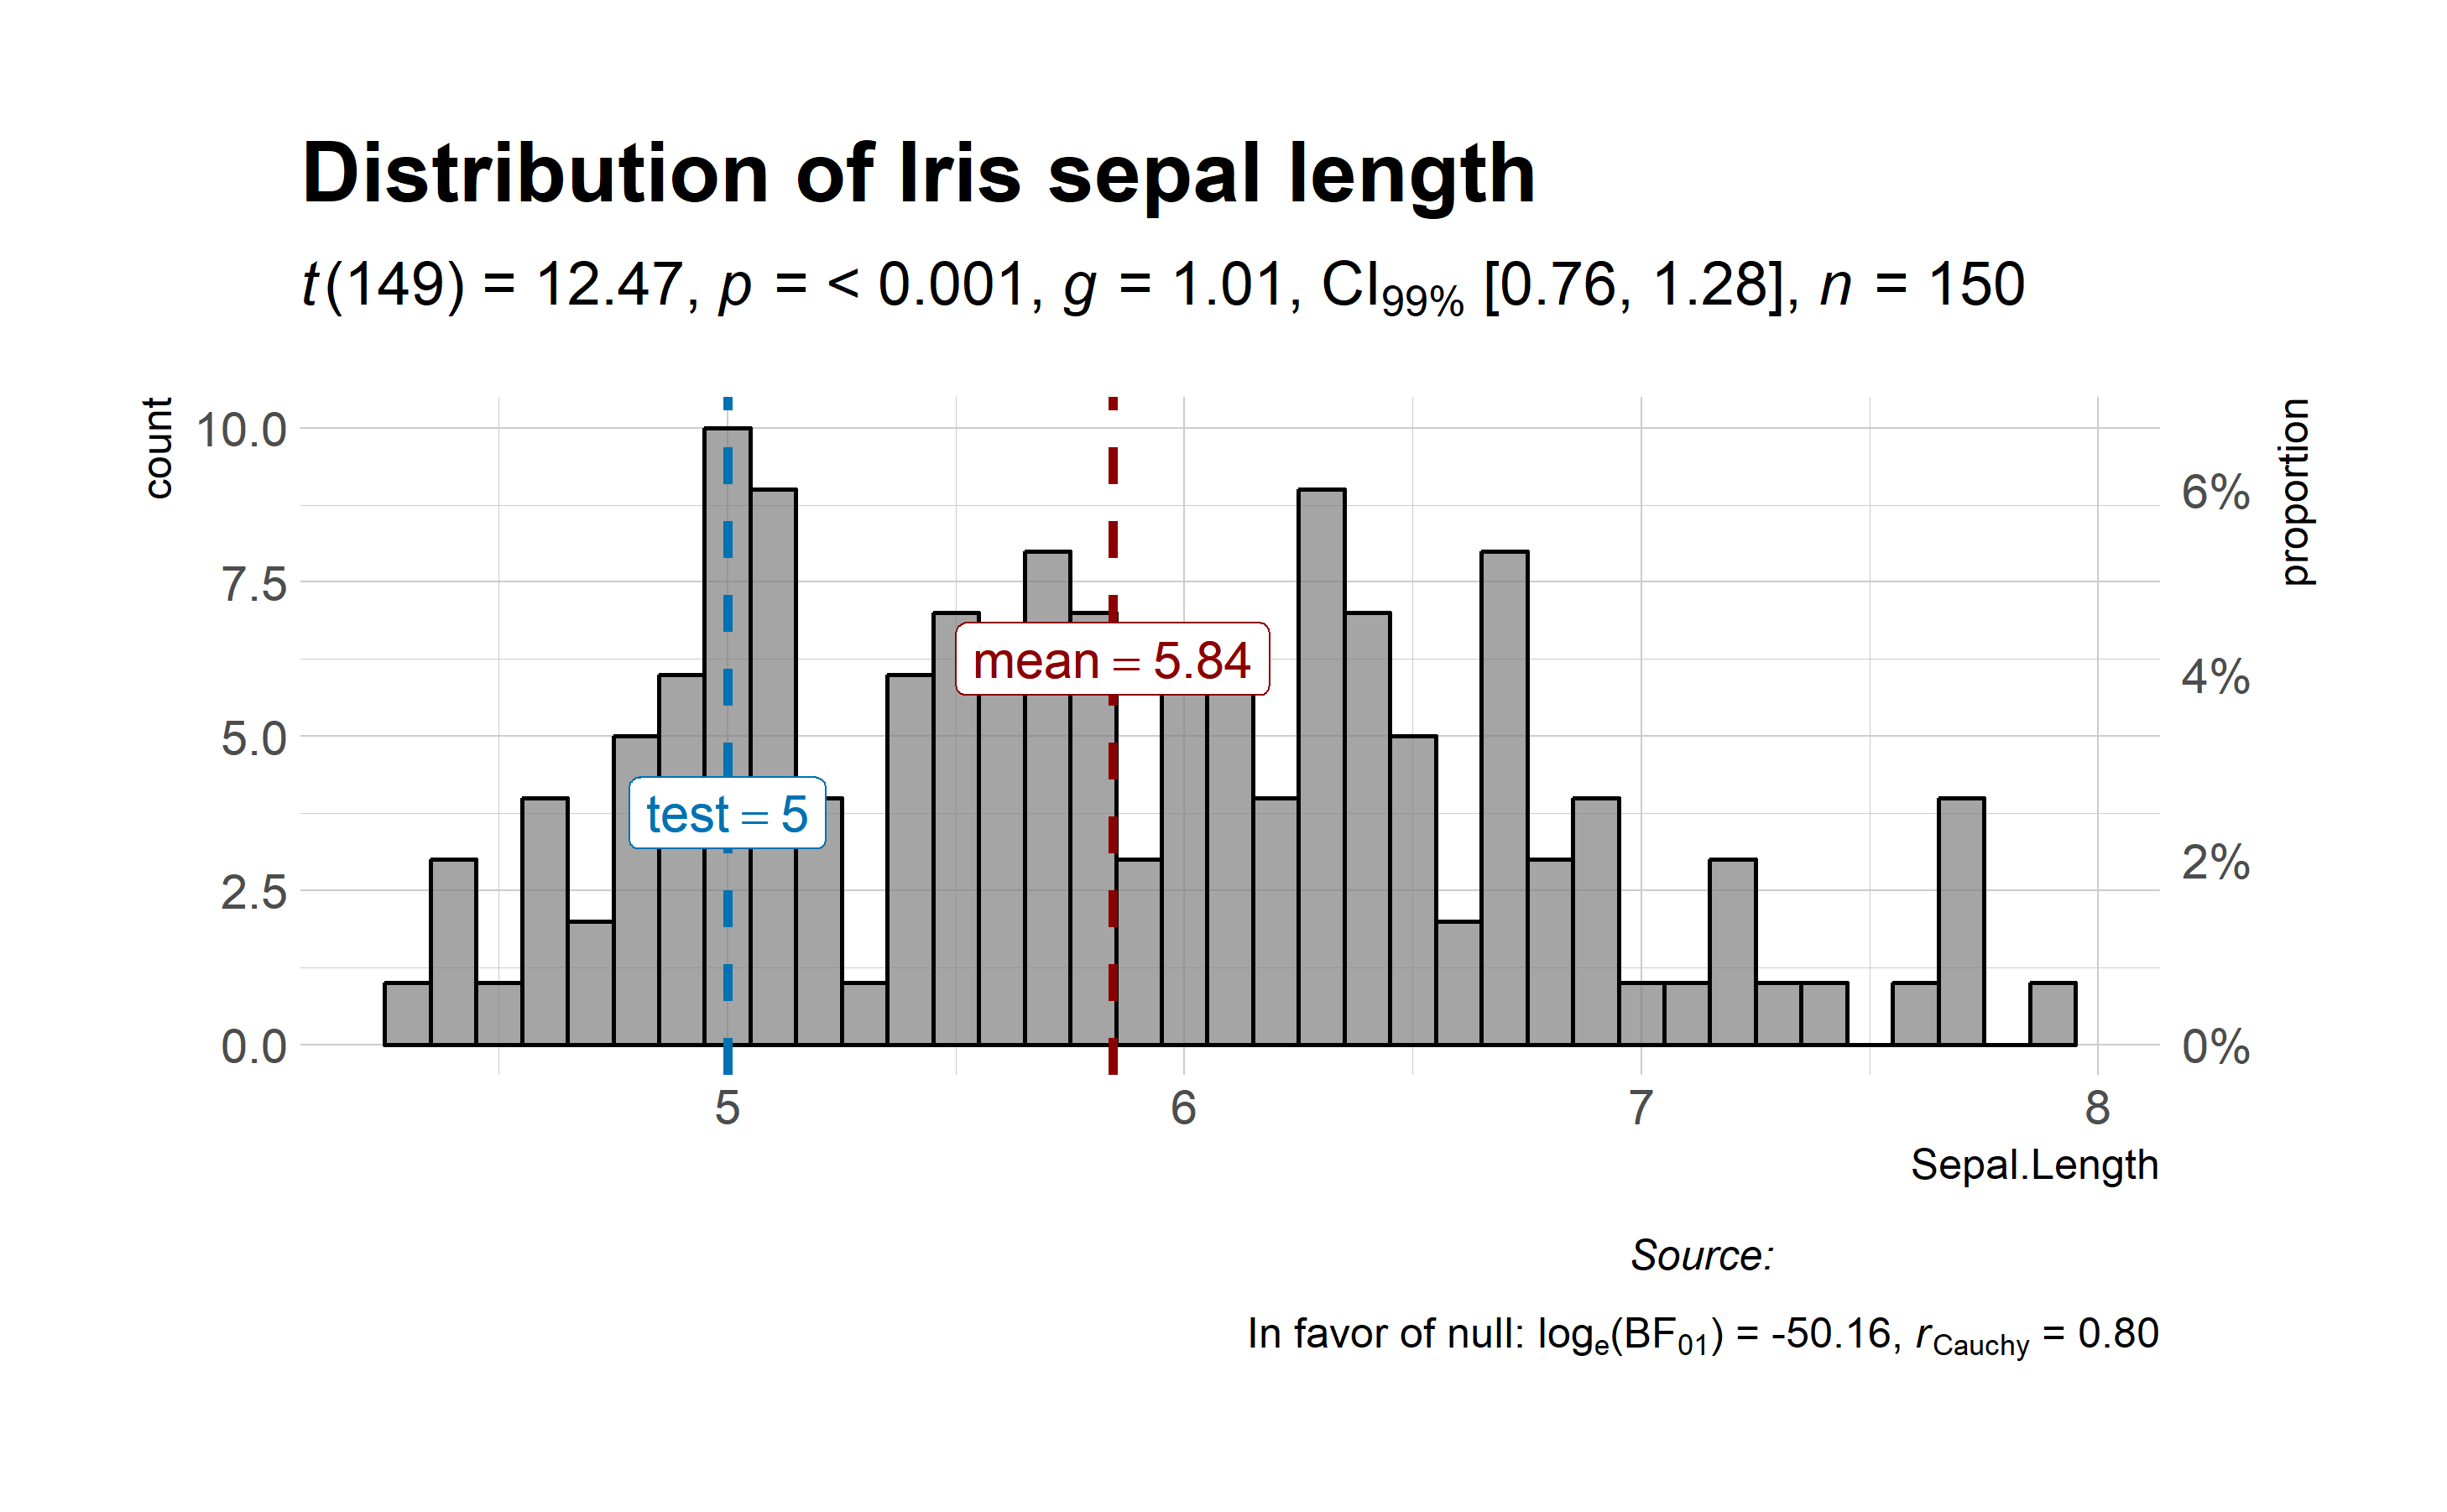 Distribution of Iris sepal length
t(149) = 12.47, p = < 0.001, g = 1.01, CI99% [0.76, 1.28], n = 150
count
proportion
10.0
7.5
5.0
2.5
0.0
6%
4%
2%
0%
mean = 5.84
test = 5
5 6 7 8
Sepal.Length
Source:
In favor of null: loge(BF01) = -50.16, rCauchy = 0.80